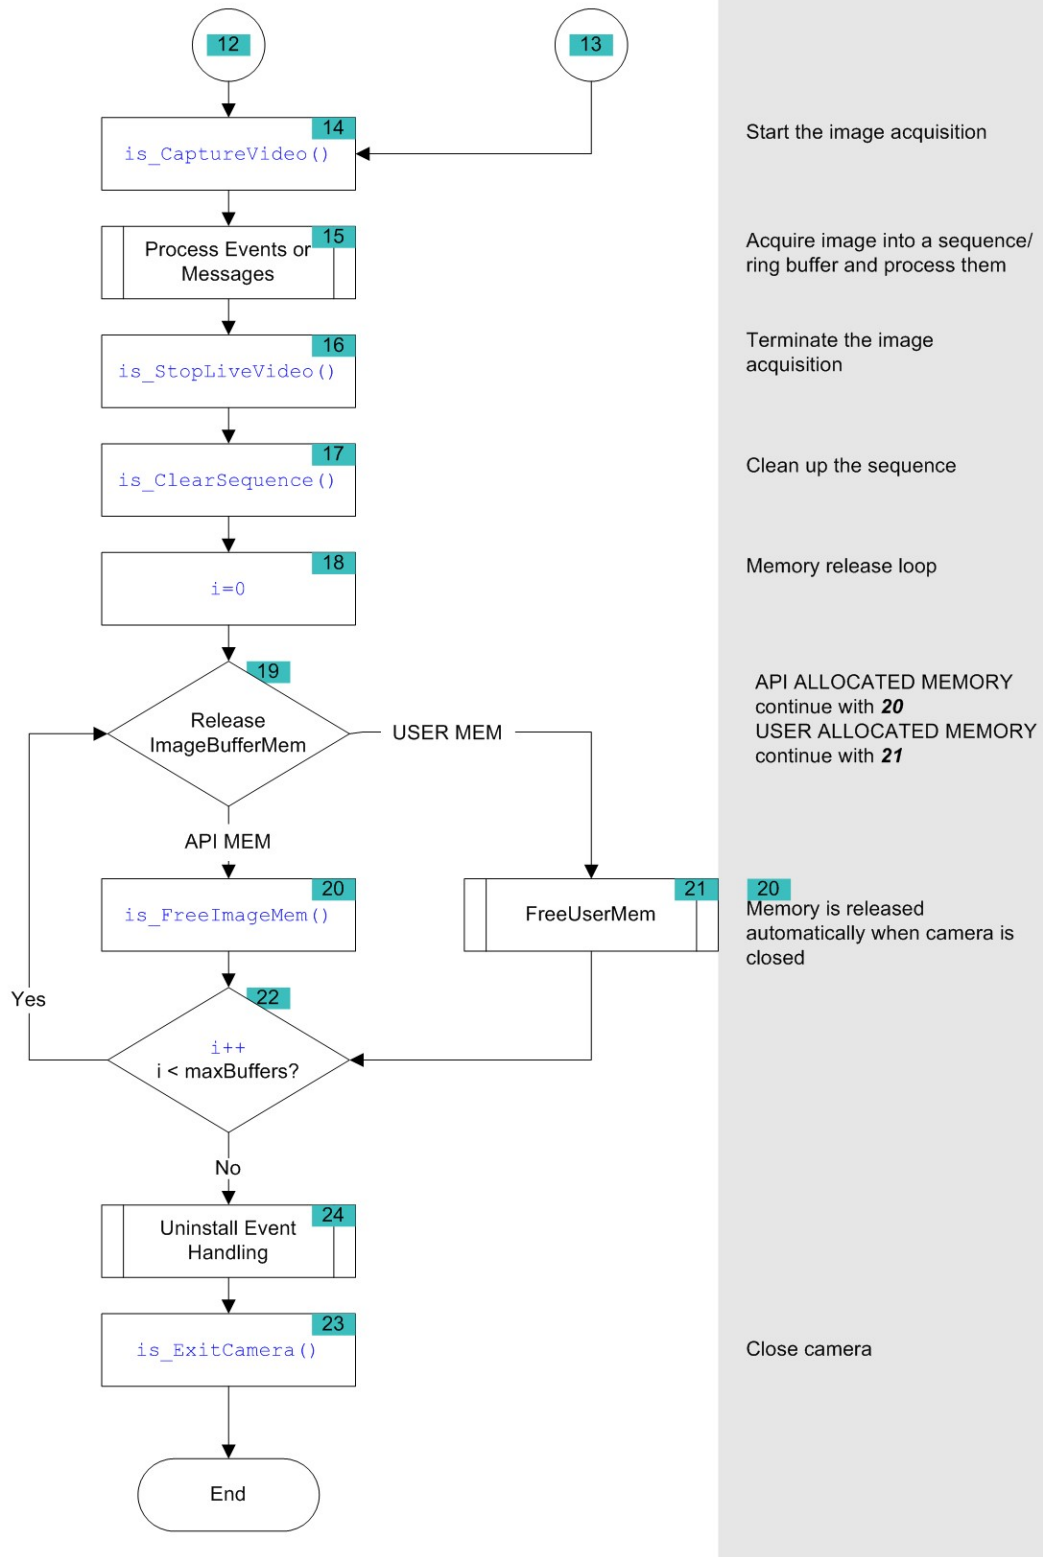 12
13
14
is_CaptureVideo()
Start the image acquisition
15
Process Events or
Messages
Acquire image into a sequence/
ring buffer and process them
16
is_StopLiveVideo()
Terminate the image
acquisition
17
is_ClearSequence()
Clean up the sequence
18
i=0
Memory release loop
19
Release
ImageBufferMem
USER MEM
API MEM
API ALLOCATED MEMORY
continue with 20
USER ALLOCATED MEMORY
continue with 21
20
is_FreeImageMem()
21
FreeUserMem
20
Memory is released
automatically when camera is
closed
Yes
22
i++
i < maxBuffers?
No
24
Uninstall Event
Handling
23
is_ExitCamera()
Close camera
End